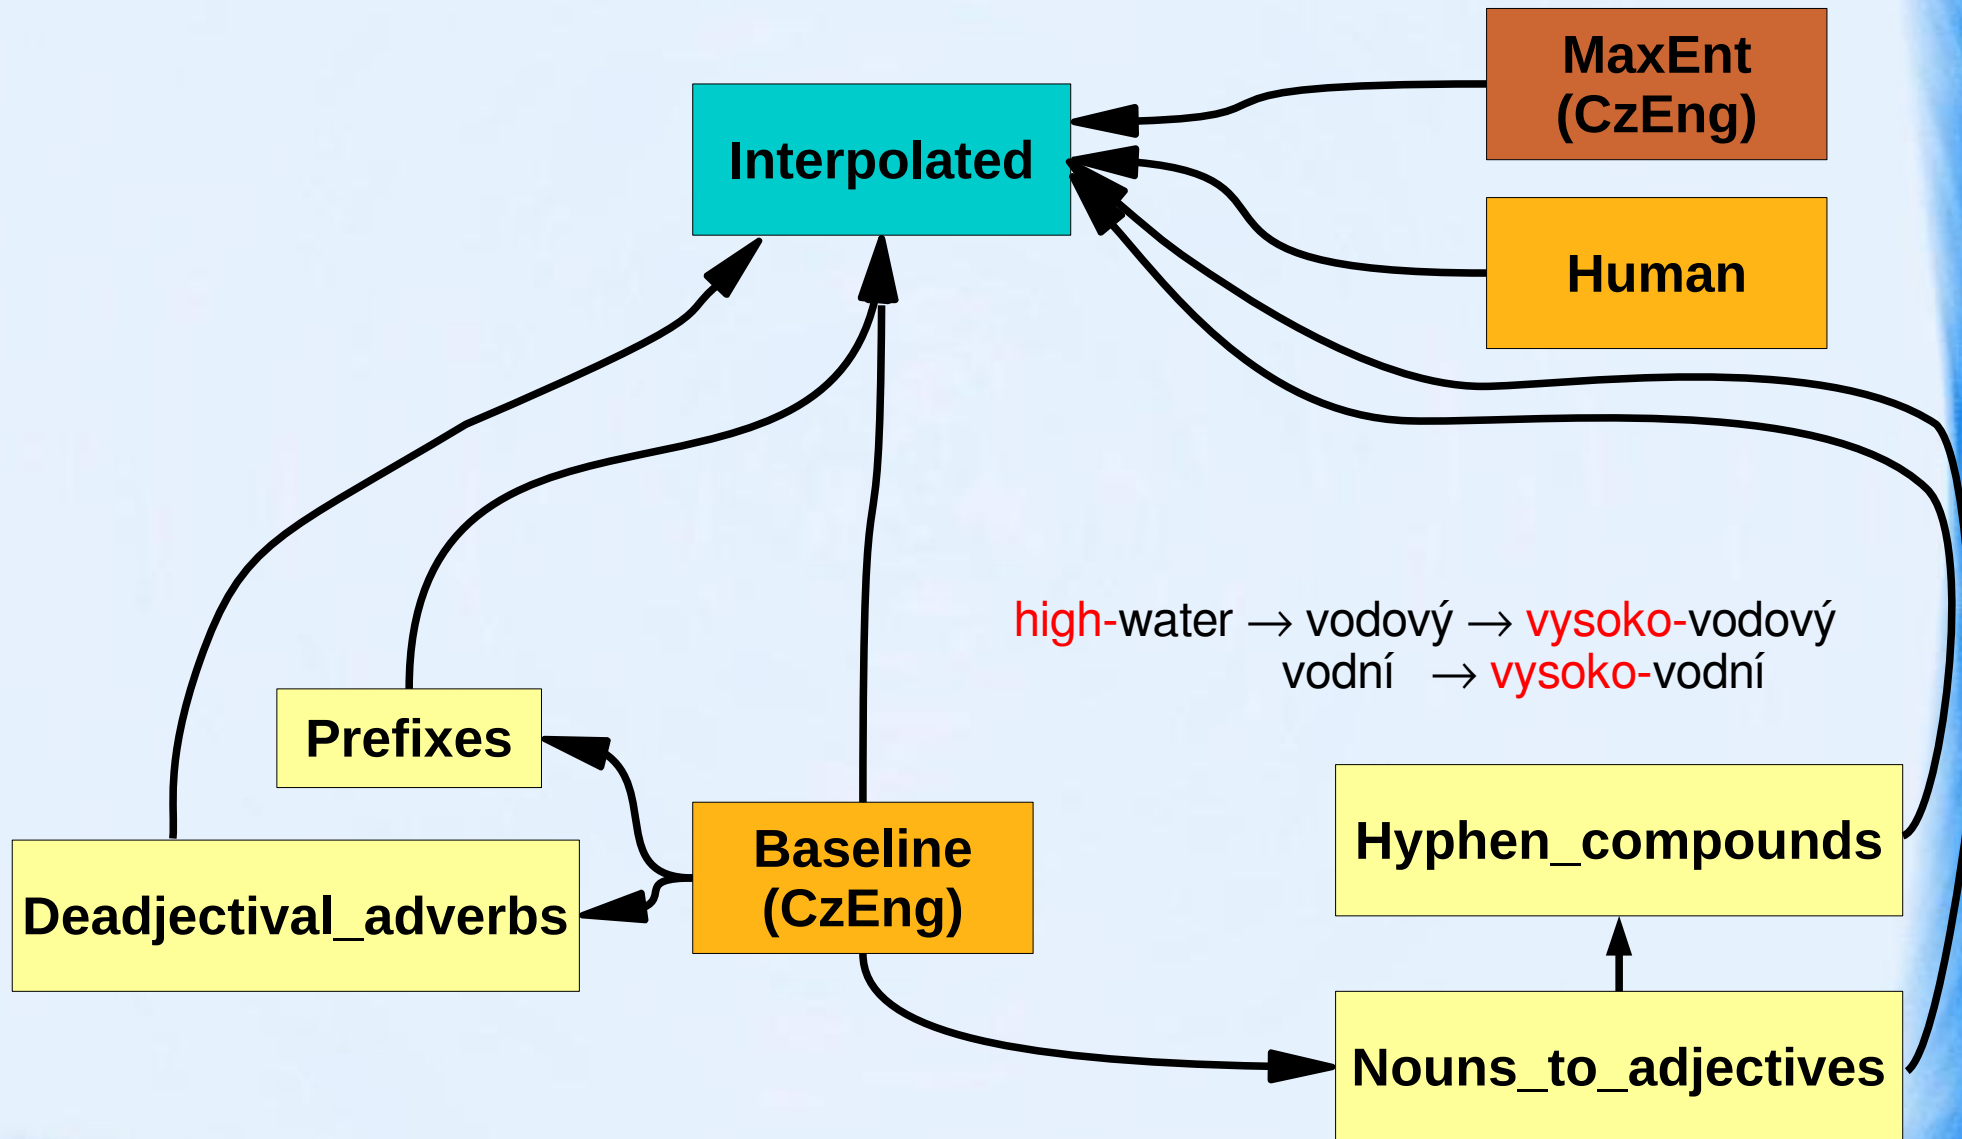 MaxEnt
(CzEng)
Interpolated
Human
high-water → vodový → vysoko-vodový
vodní → vysoko-vodní
Prefixes
Baseline
(CzEng)
Hyphen_compounds
Deadjectival_adverbs
Nouns_to_adjectives